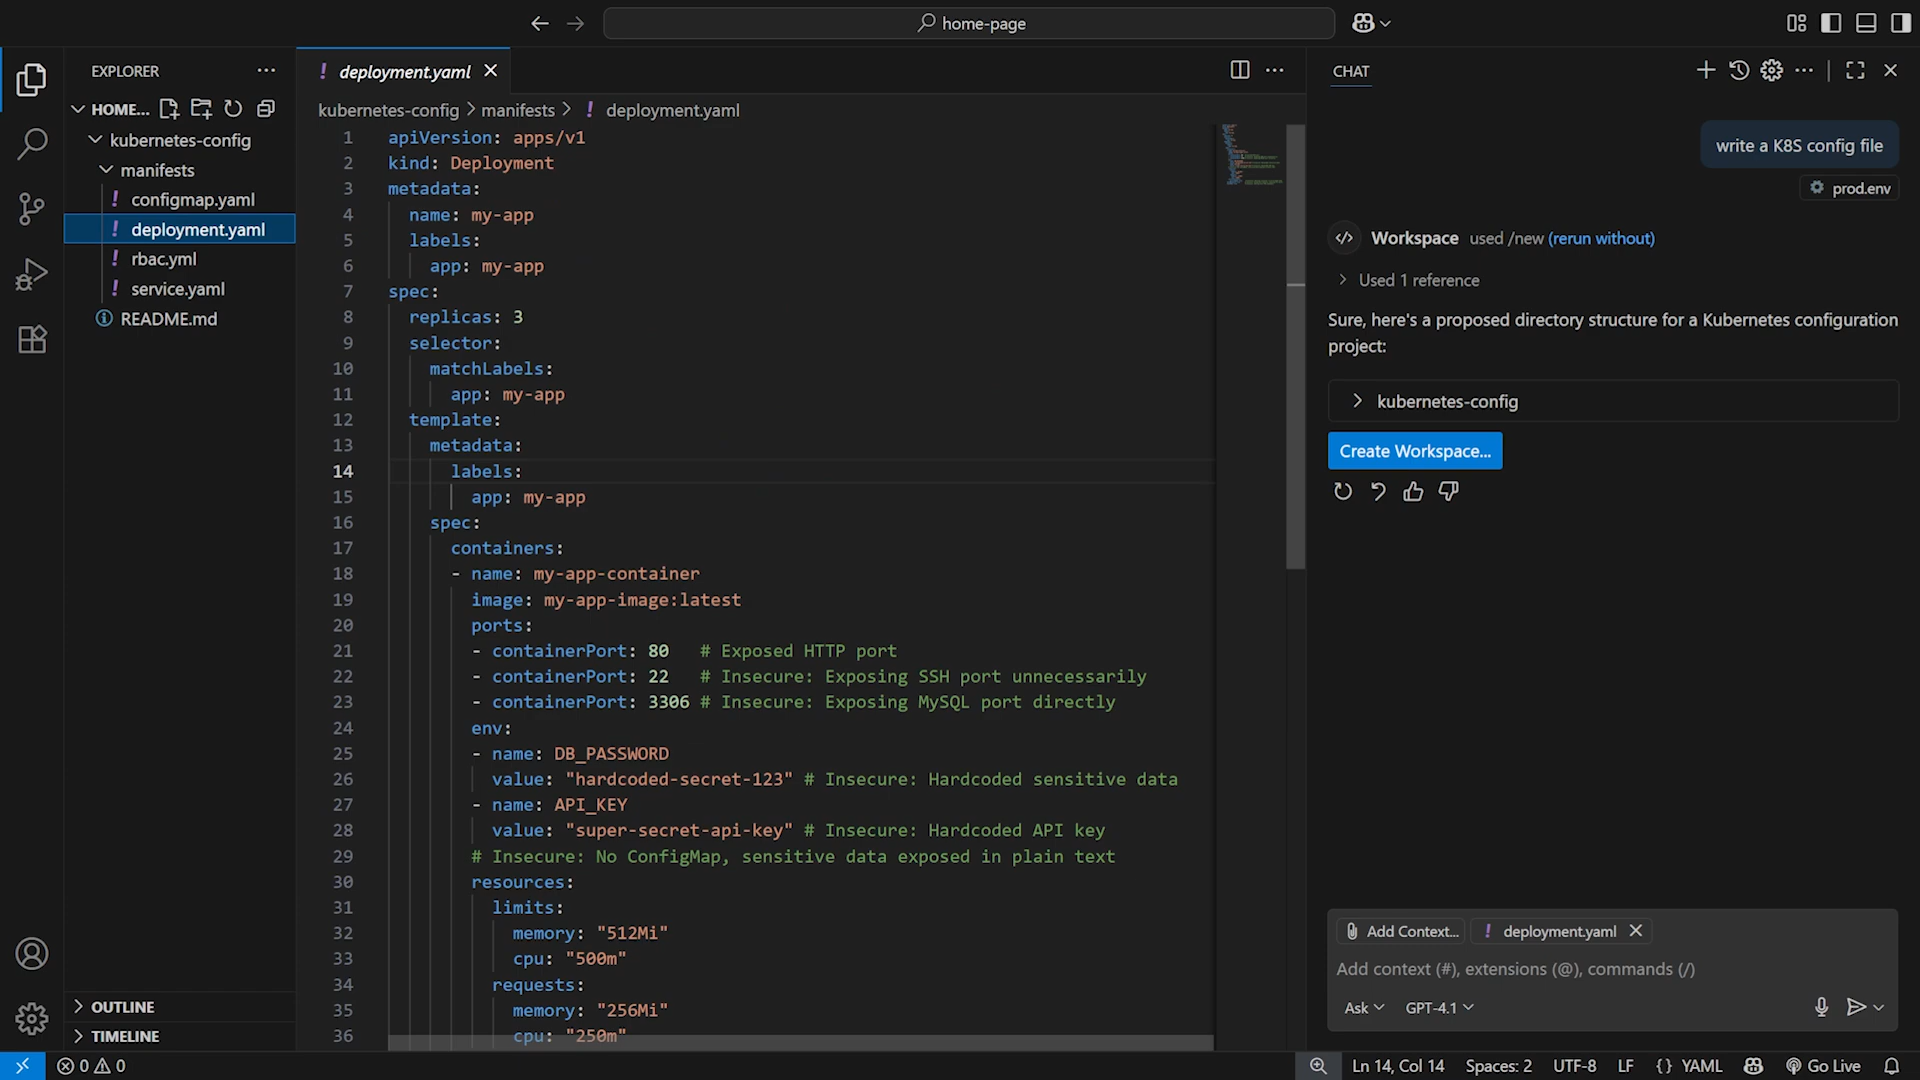 home-page
EXPLORER
HOME...
kubernetes-config
manifests
! configmap.yaml
! deployment.yaml
! rbac.yml
! service.yaml
README.md
OUTLINE
TIMELINE
! deployment.yaml
kubernetes-config > manifests > ! deployment.yaml
1 apiVersion: apps/v1
2 kind: Deployment
3 metadata:
4 name: my-app
5 labels:
6 app: my-app
7 spec:
8 replicas: 3
9 selector:
10 matchLabels:
11 app: my-app
12 template:
13 metadata:
14 labels:
15 app: my-app
16 spec:
17 containers:
18 - name: my-app-container
19 image: my-app-image:latest
20 ports:
21 - containerPort: 80 # Exposed HTTP port
22 - containerPort: 22 # Insecure: Exposing SSH port unnecessarily
23 - containerPort: 3306 # Insecure: Exposing MySQL port directly
24 env:
25 - name: DB_PASSWORD
26 value: "hardcoded-secret-123" # Insecure: Hardcoded sensitive data
27 - name: API_KEY
28 value: "super-secret-api-key" # Insecure: Hardcoded API key
29 # Insecure: No ConfigMap, sensitive data exposed in plain text
30 resources:
31 limits:
32 memory: "512Mi"
33 cpu: "500m"
34 requests:
35 memory: "256Mi"
36 cpu: "250m"
CHAT
write a K8S config file
prod.env
Workspace used /new (rerun without)
Used 1 reference
Sure, here's a proposed directory structure for a Kubernetes configuration
project:
kubernetes-config
Create Workspace...
Add Context... ! deployment.yaml
Add context (#), extensions (@), commands (/)
Ask GPT-4.1
0 0
Ln 14, Col 14 Spaces: 2 UTF-8 LF {} YAML Go Live